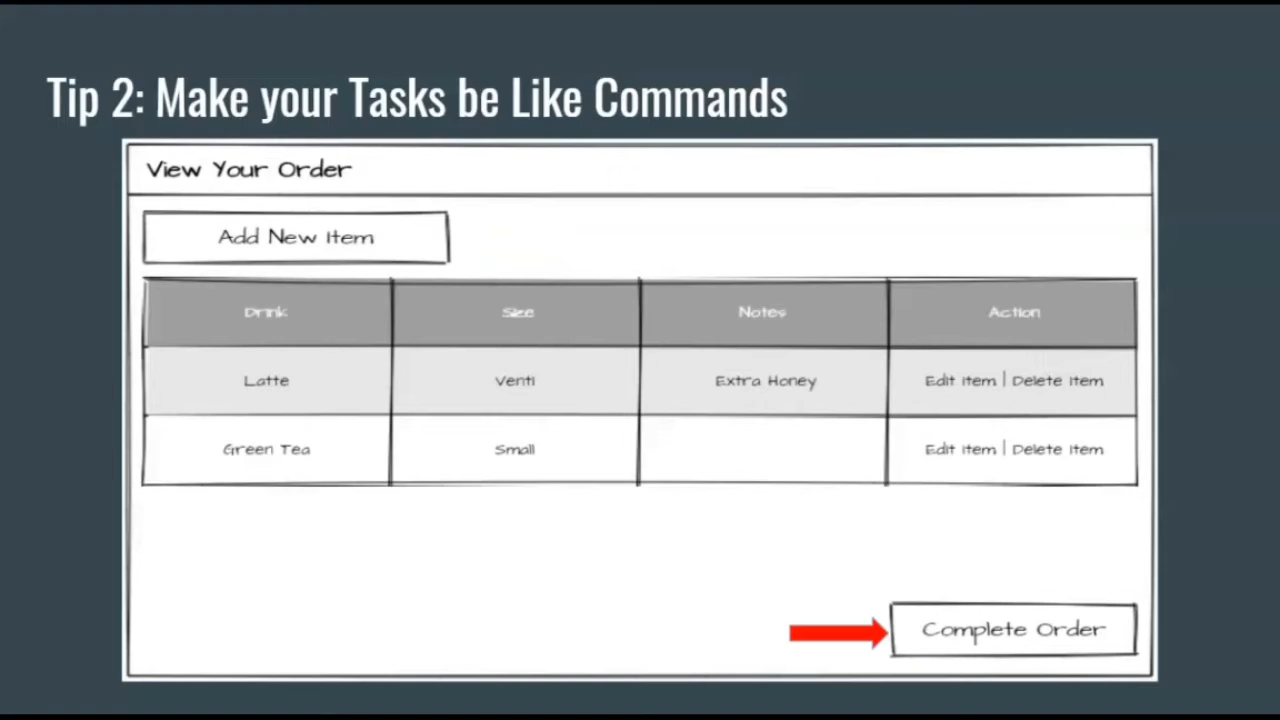 Tip 2: Make your Tasks be Like Commands
View Your Order
Add New Item
Drink Size Notes Action
Latte Venti Extra Honey Edit Item | Delete Item
Green Tea Small Edit Item | Delete Item
Complete Order